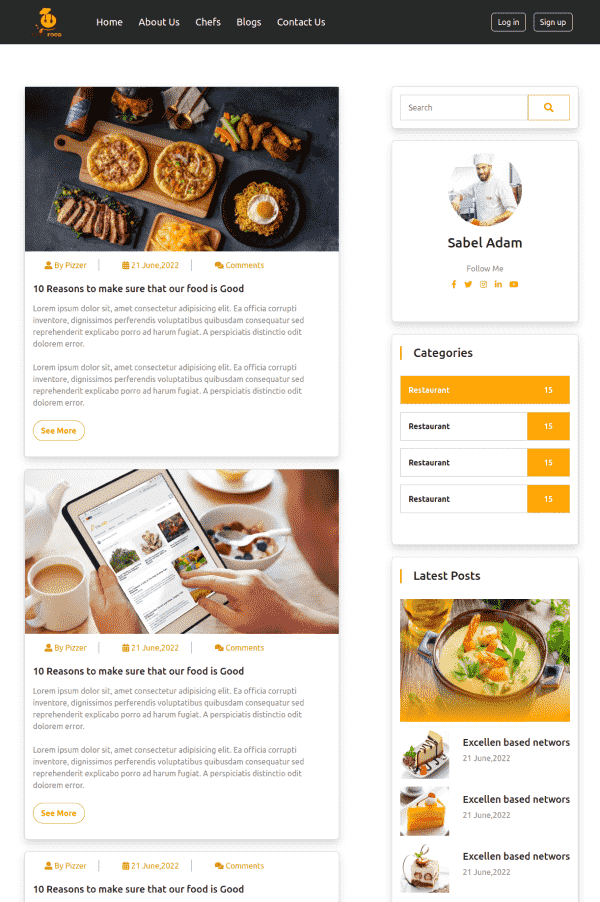 FOCO
Home About Us Chefs Blogs Contact Us
Log in Sign up
By Pizzer 21 June,2022 Comments
10 Reasons to make sure that our food is Good
Lorem ipsum dolor sit, amet consectetur adipisicing elit. Ea officia corrupti
inventore, dignissimos perferendis voluptatibus quibusdam consequatur sed
reprehenderit explicabo porro ad harum fugiat. A perspiciatis distinctio odit
dolorem error.
Lorem ipsum dolor sit, amet consectetur adipisicing elit. Ea officia corrupti
inventore, dignissimos perferendis voluptatibus quibusdam consequatur sed
reprehenderit explicabo porro ad harum fugiat. A perspiciatis distinctio odit
dolorem error.
See More
By Pizzer 21 June,2022 Comments
10 Reasons to make sure that our food is Good
Lorem ipsum dolor sit, amet consectetur adipisicing elit. Ea officia corrupti
inventore, dignissimos perferendis voluptatibus quibusdam consequatur sed
reprehenderit explicabo porro ad harum fugiat. A perspiciatis distinctio odit
dolorem error.
Lorem ipsum dolor sit, amet consectetur adipisicing elit. Ea officia corrupti
inventore, dignissimos perferendis voluptatibus quibusdam consequatur sed
reprehenderit explicabo porro ad harum fugiat. A perspiciatis distinctio odit
dolorem error.
See More
By Pizzer 21 June,2022 Comments
10 Reasons to make sure that our food is Good
Search
Sabel Adam
Follow Me
Categories
Restaurant 15
Restaurant 15
Restaurant 15
Restaurant 15
Latest Posts
Excellen based networs
21 June,2022
Excellen based networs
21 June,2022
Excellen based networs
21 June,2022